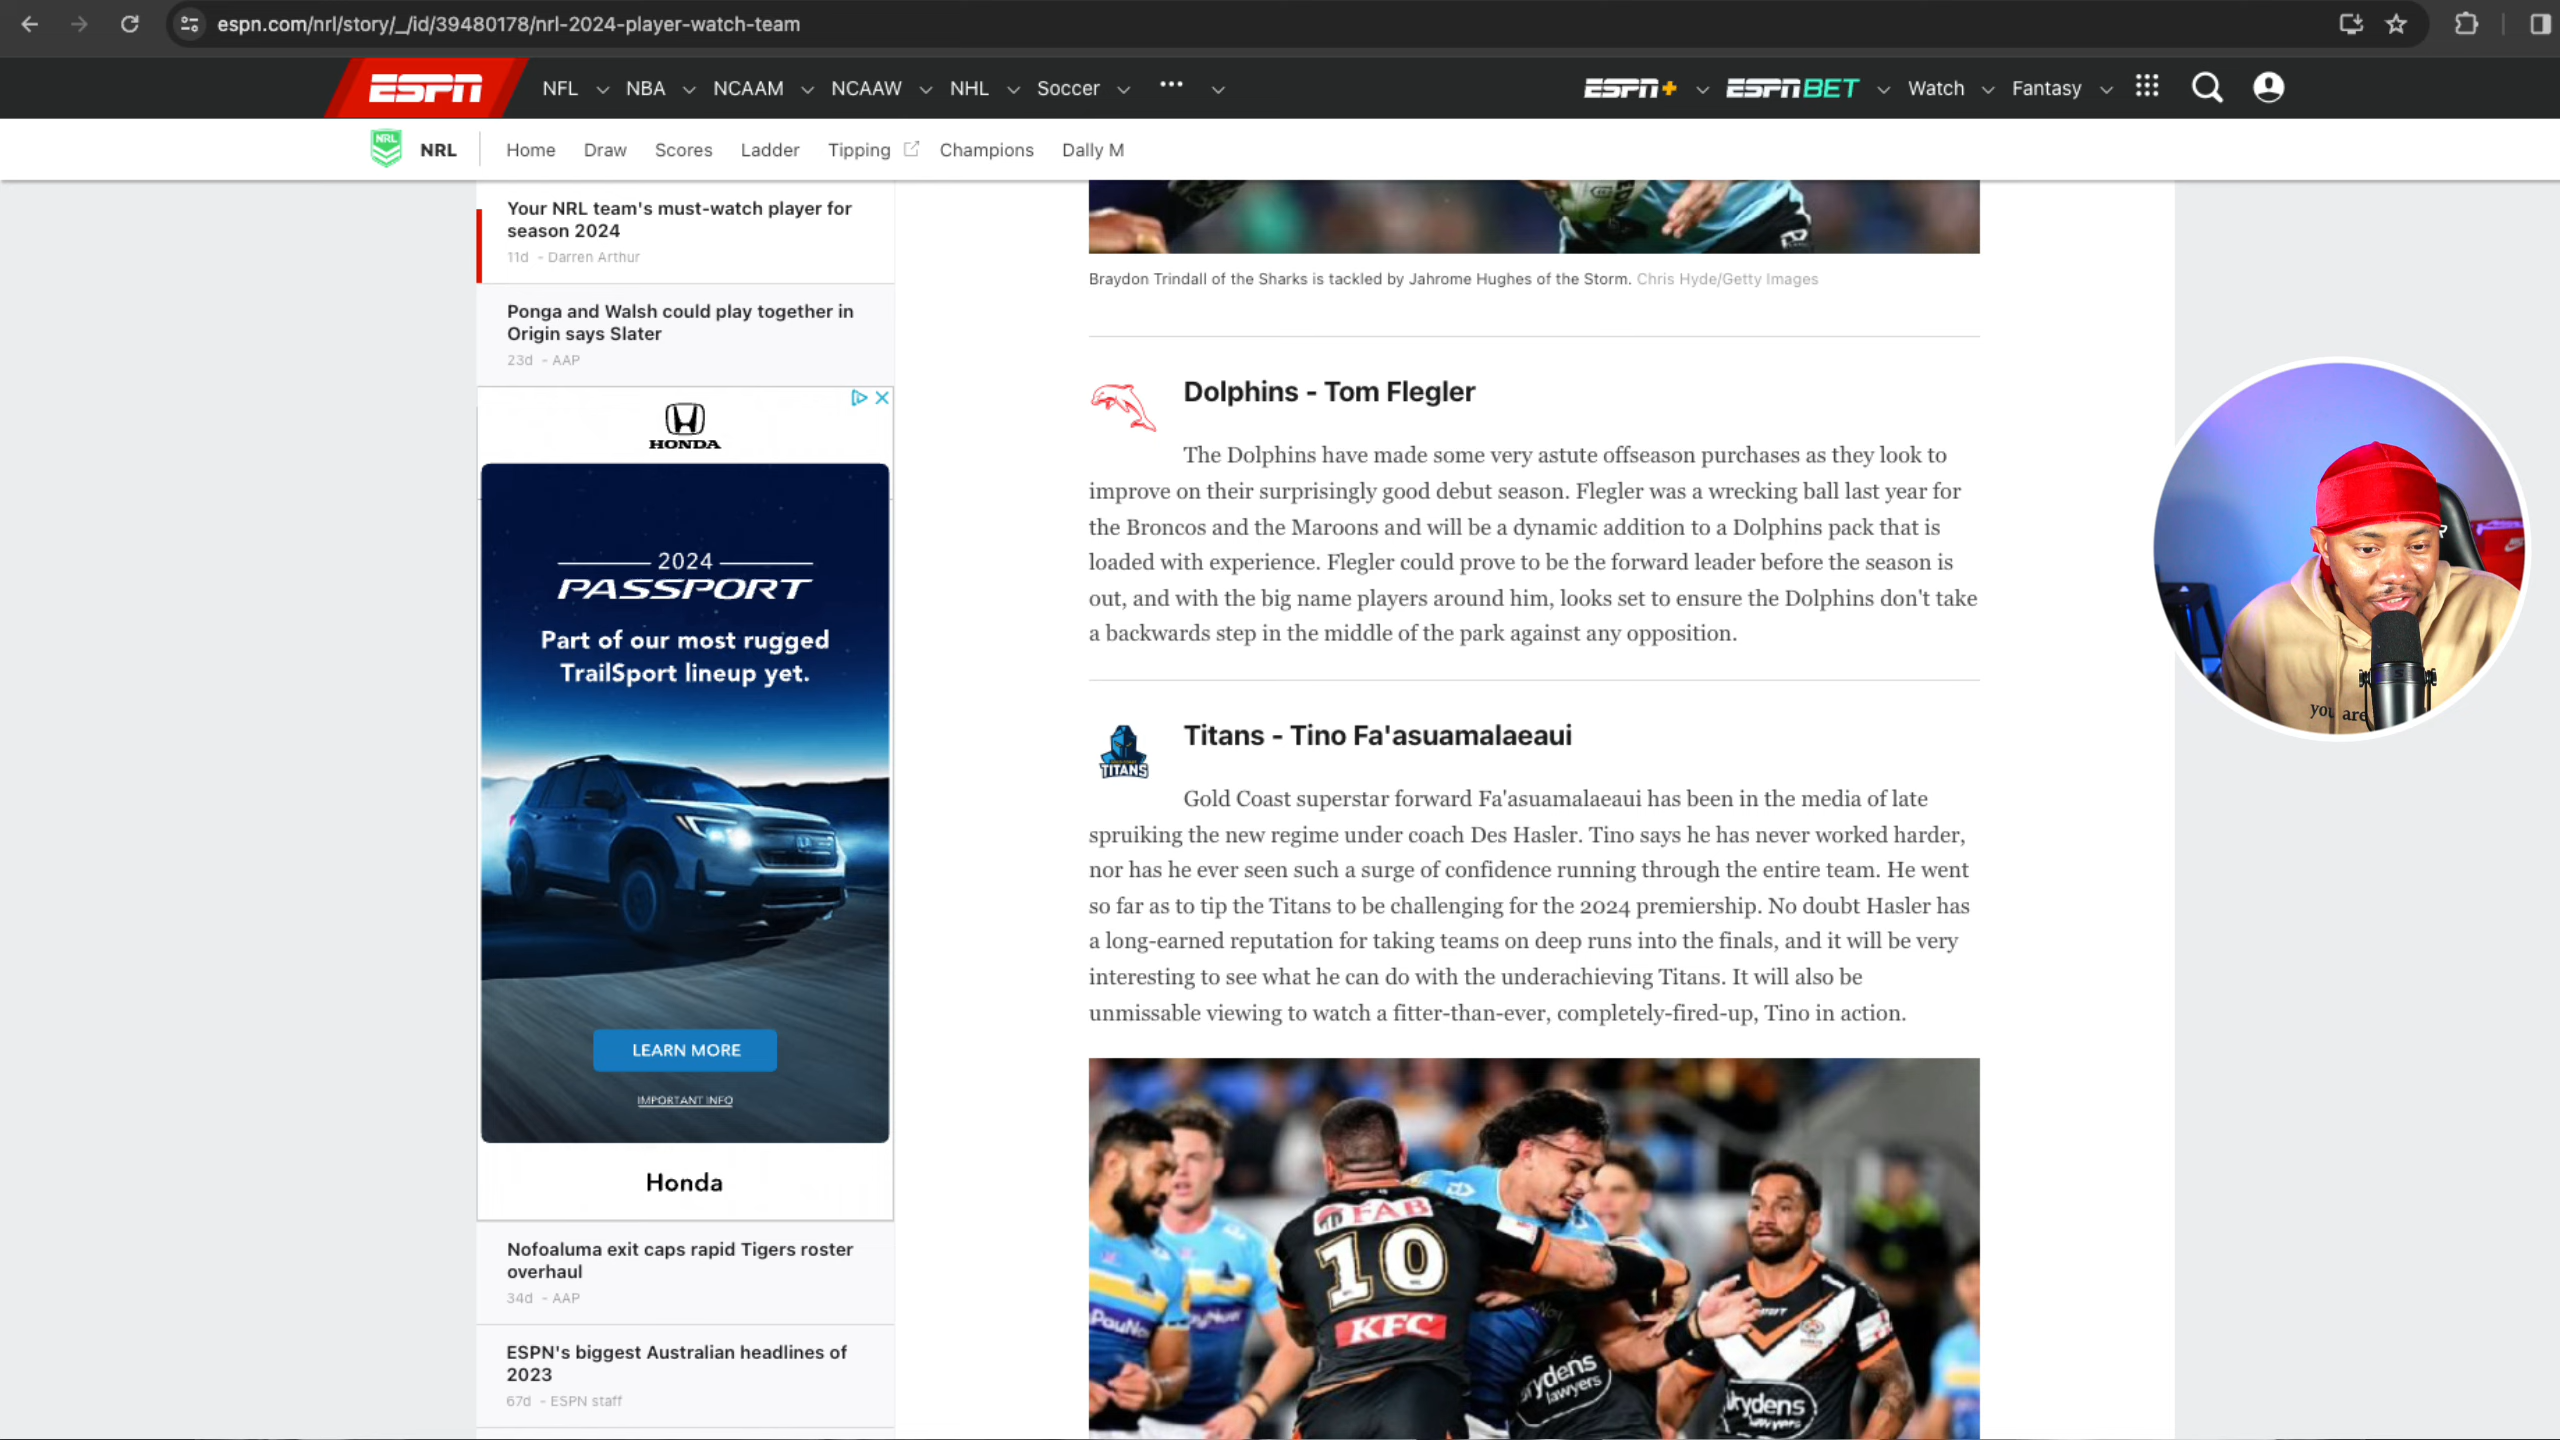 espn.com/nrl/story/_/id/39480178/nrl-2024-player-watch-team
ESPN NFL NBA NCAAM NCAAW NHL Soccer ESPN+ ESPN BET Watch Fantasy
NRL NRL Home Draw Scores Ladder Tipping Champions Dally M
Your NRL team's must-watch player for
season 2024
11d - Darren Arthur
Ponga and Walsh could play together in
Origin says Slater
23d - AAP
HONDA
2024
PASSPORT
Part of our most rugged
TrailSport lineup yet.
LEARN MORE
IMPORTANT INFO
Honda
Nofoaluma exit caps rapid Tigers roster
overhaul
34d - AAP
ESPN's biggest Australian headlines of
2023
67d - ESPN staff
Braydon Trindall of the Sharks is tackled by Jahrome Hughes of the Storm. Chris Hyde/Getty Images
Dolphins - Tom Flegler
The Dolphins have made some very astute offseason purchases as they look to
improve on their surprisingly good debut season. Flegler was a wrecking ball last year for
the Broncos and the Maroons and will be a dynamic addition to a Dolphins pack that is
loaded with experience. Flegler could prove to be the forward leader before the season is
out, and with the big name players around him, looks set to ensure the Dolphins don't take
a backwards step in the middle of the park against any opposition.
TITANS
Titans - Tino Fa'asuamalaeaui
Gold Coast superstar forward Fa'asuamalaeaui has been in the media of late
spruiking the new regime under coach Des Hasler. Tino says he has never worked harder,
nor has he ever seen such a surge of confidence running through the entire team. He went
so far as to tip the Titans to be challenging for the 2024 premiership. No doubt Hasler has
a long-earned reputation for taking teams on deep runs into the finals, and it will be very
interesting to see what he can do with the underachieving Titans. It will also be
unmissable viewing to watch a fitter-than-ever, completely-fired-up, Tino in action.
FAB
10
KFC
brydens
lawyers
brydens
lawyers
you are